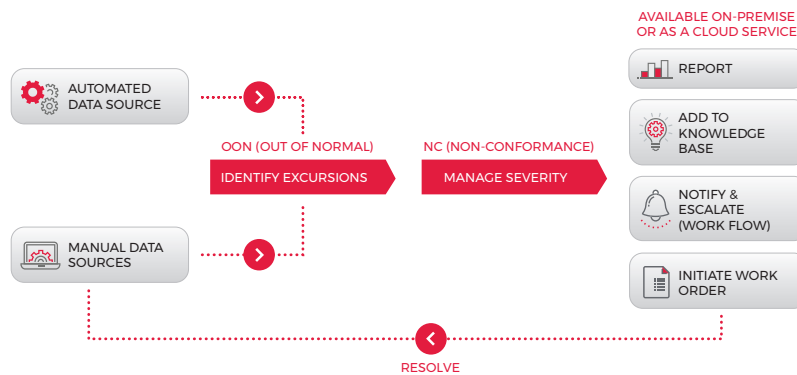 AVAILABLE ON-PREMISE
OR AS A CLOUD SERVICE
AUTOMATED
DATA SOURCE
REPORT
OON (OUT OF NORMAL)
NC (NON-CONFORMANCE)
IDENTIFY EXCURSIONS
MANAGE SEVERITY
ADD TO
KNOWLEDGE
BASE
MANUAL DATA
SOURCES
NOTIFY &
ESCALATE
(WORK FLOW)
INITIATE WORK
ORDER
RESOLVE